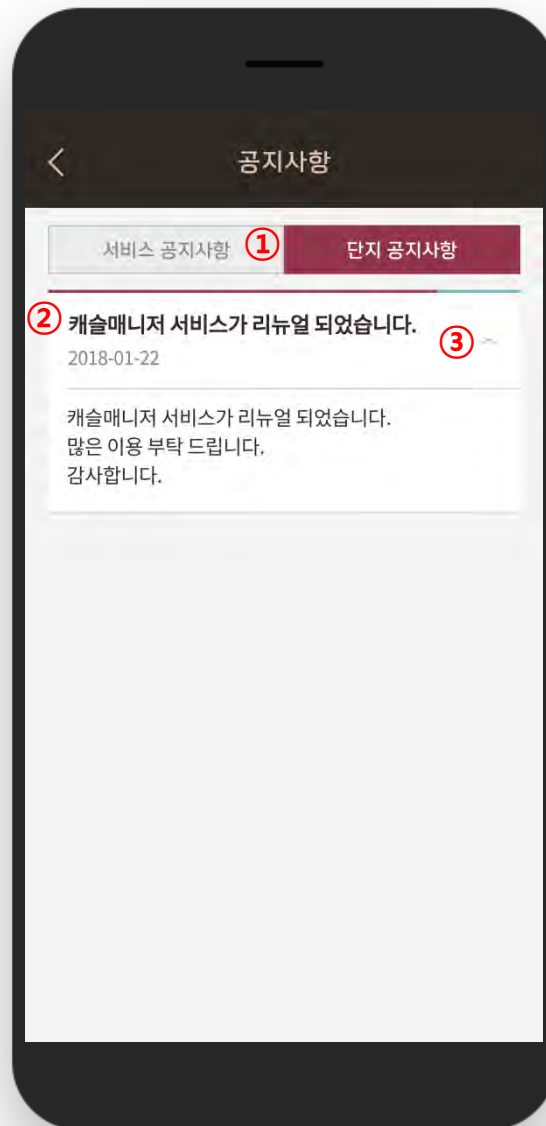 공지사항
서비스 공지사항 ① 단지 공지사항
② 캐슬매니저 서비스가 리뉴얼 되었습니다.
③
2018-01-22
캐슬매니저 서비스가 리뉴얼 되었습니다.
많은 이용 부탁 드립니다.
감사합니다.